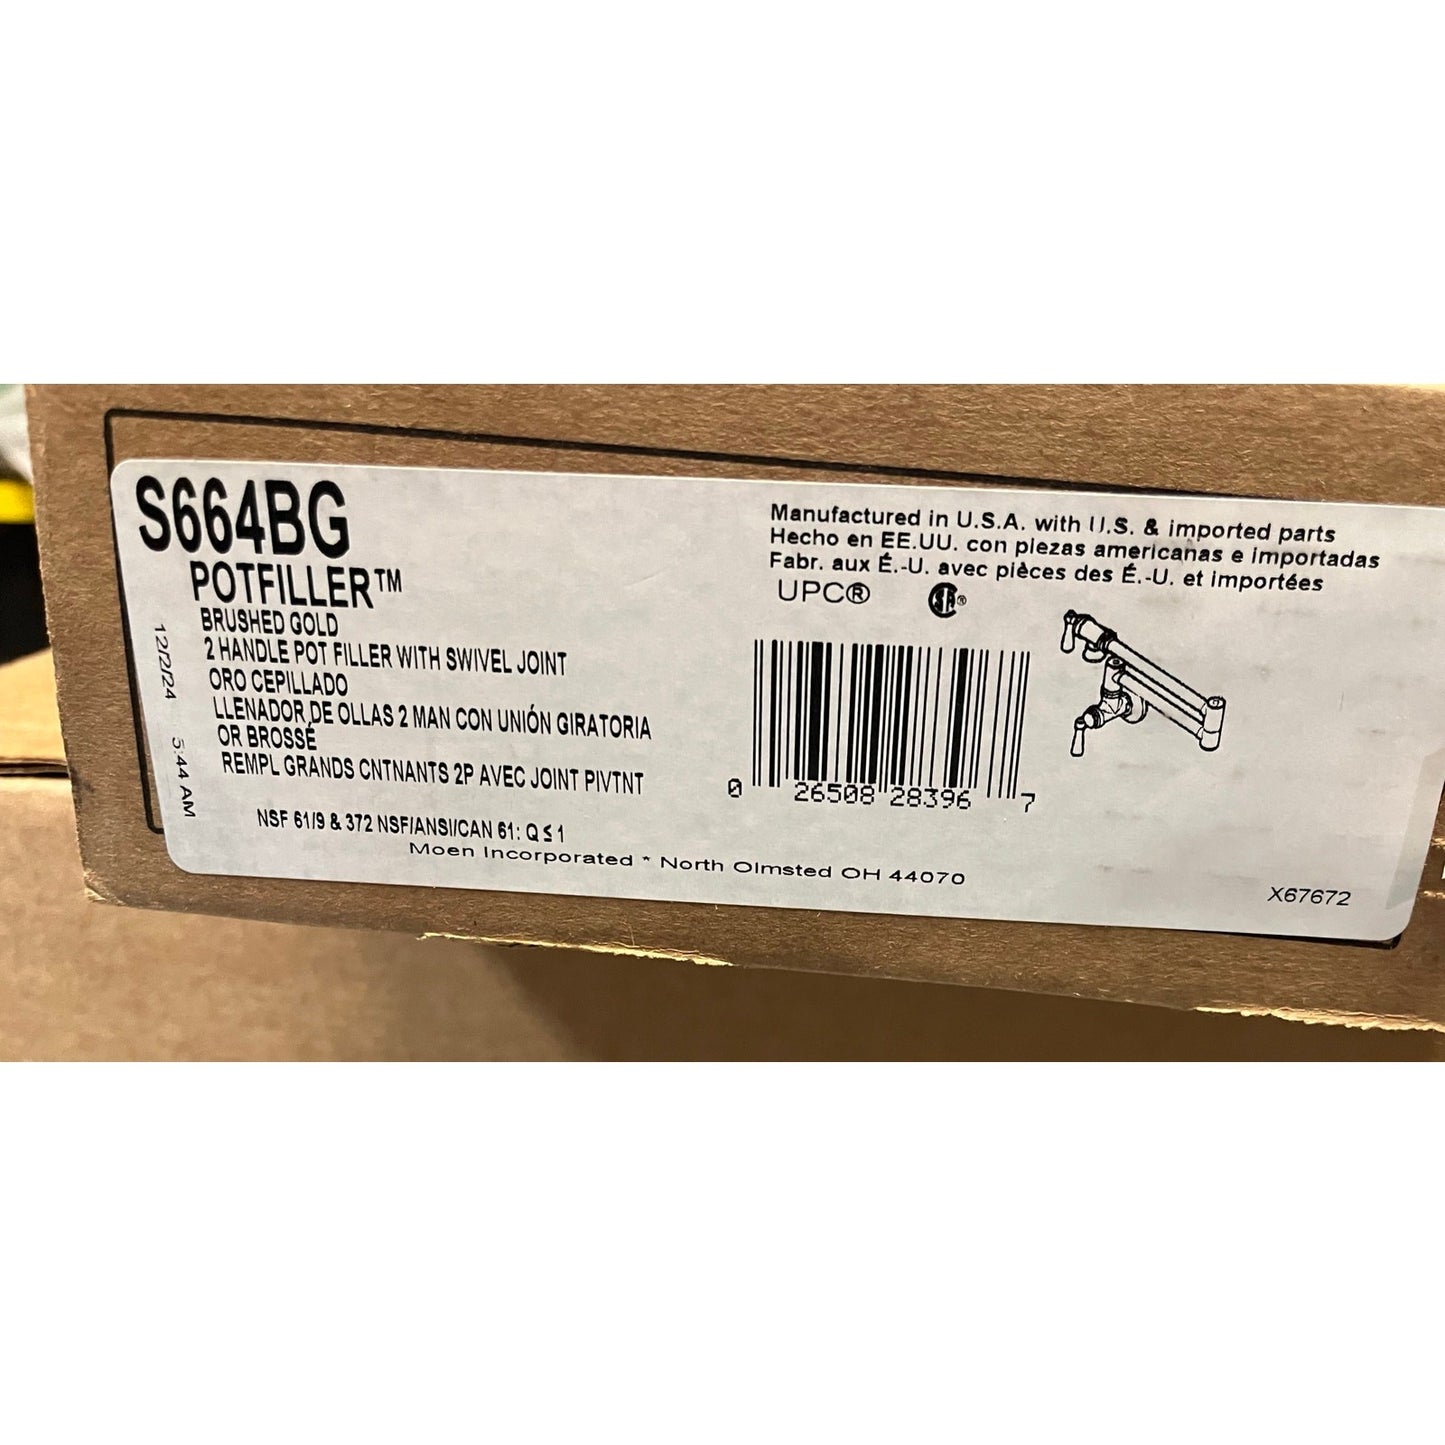 S664BG
POTFILLER™
BRUSHED GOLD
2 HANDLE POT FILLER WITH SWIVEL JOINT
ORO CEPILLADO
LLENADOR DE OLLAS 2 MAN CON UNIÓN GIRATORIA
OR BROSSÉ
REMPL GRANDS CNTNANTS 2P AVEC JOINT PIVTNT
12/2/24 5:44 AM
NSF 61/9 & 372 NSF/ANSI/CAN 61: Q ≤ 1
Moen Incorporated * North Olmsted OH 44070
Manufactured in U.S.A. with U.S. & imported parts
Hecho en EE.UU. con piezas americanas e importadas
Fabr. aux É.-U. avec pièces des É.-U. et importées
UPC® SA®
0 26508 28396 7
X67672